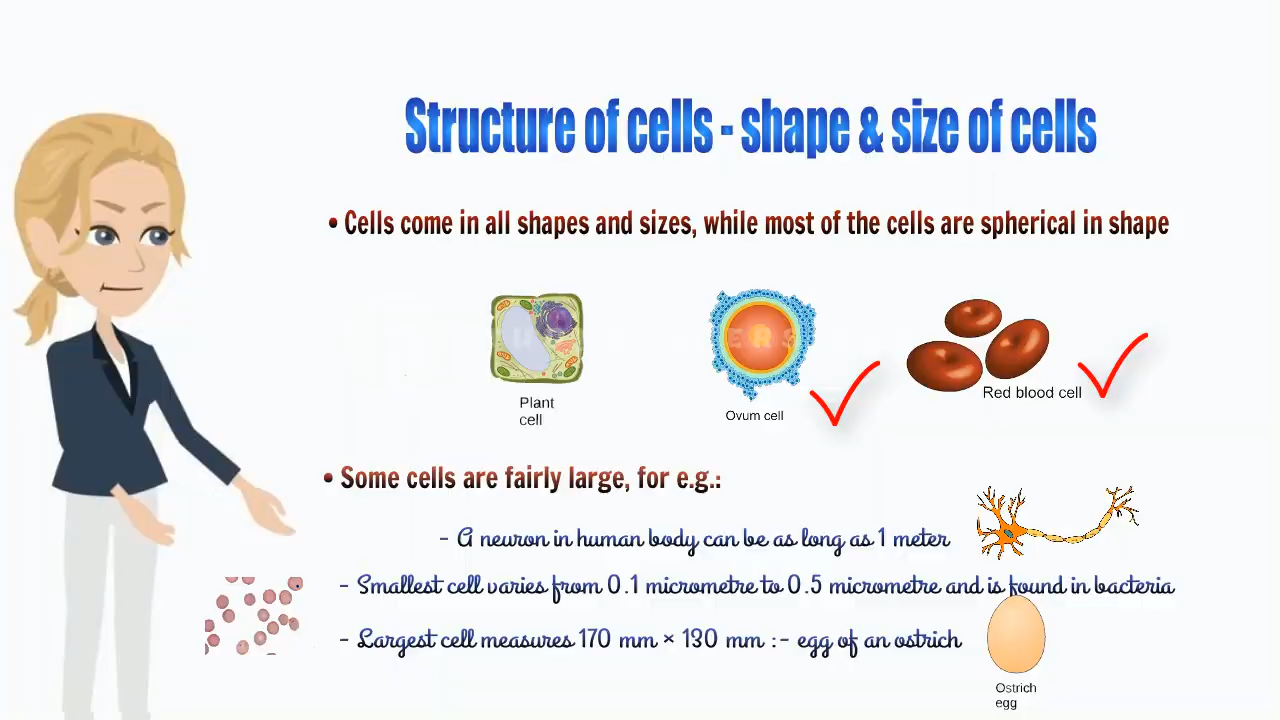 Structure of cells - shape & size of cells
• Cells come in all shapes and sizes, while most of the cells are spherical in shape
Plant
cell
Ovum cell
Red blood cell
• Some cells are fairly large, for e.g.:
- A neuron in human body can be as long as 1 meter
- Smallest cell varies from 0.1 micrometre to 0.5 micrometre and is found in bacteria
- Largest cell measures 170 mm × 130 mm :- egg of an ostrich
Ostrich
egg